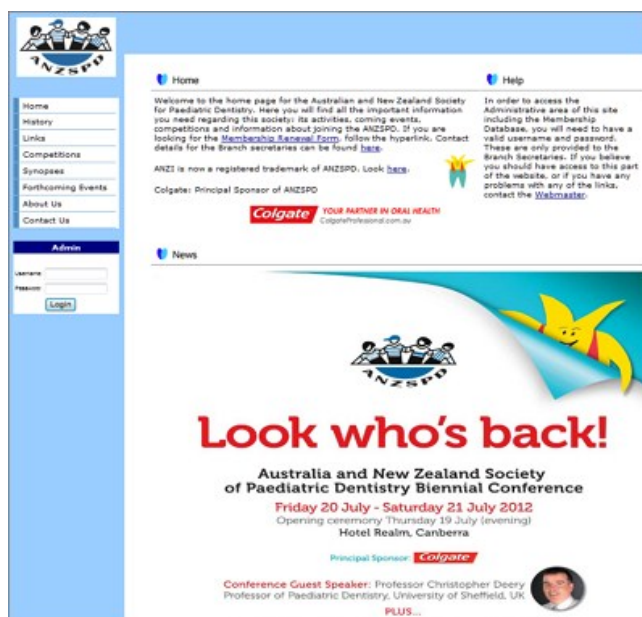 ANZSPD
Home
History
Links
Competitions
Synopses
Forthcoming Events
About Us
Contact Us
Admin
Username
Password
Login
Home
Welcome to the home page for the Australian and New Zealand Society
for Paediatric Dentistry. Here you will find all the important information
you need regarding this society: its activities, coming events,
competitions and information about joining the ANZSPD. If you are
looking for the Membership Renewal Form, follow the hyperlink. Contact
details for the Branch secretaries can be found here.
ANZI is now a registered trademark of ANZSPD. Look here.
Colgate: Principal Sponsor of ANZSPD
Colgate YOUR PARTNER IN ORAL HEALTH
ColgateProfessional.com.au
Help
In order to access the
Administrative area of this site
including the Membership
Database, you will need to have a
valid username and password.
These are only provided to the
Branch Secretaries. If you believe
you should have access to this part
of the website, or if you have any
problems with any of the links,
contact the Webmaster.
News
ANZSPD
Look who's back!
Australia and New Zealand Society
of Paediatric Dentistry Biennial Conference
Friday 20 July - Saturday 21 July 2012
Opening ceremony Thursday 19 July (evening)
Hotel Realm, Canberra
Principal Sponsor: Colgate
Conference Guest Speaker: Professor Christopher Deery
Professor of Paediatric Dentistry, University of Sheffield, UK
PLUS...